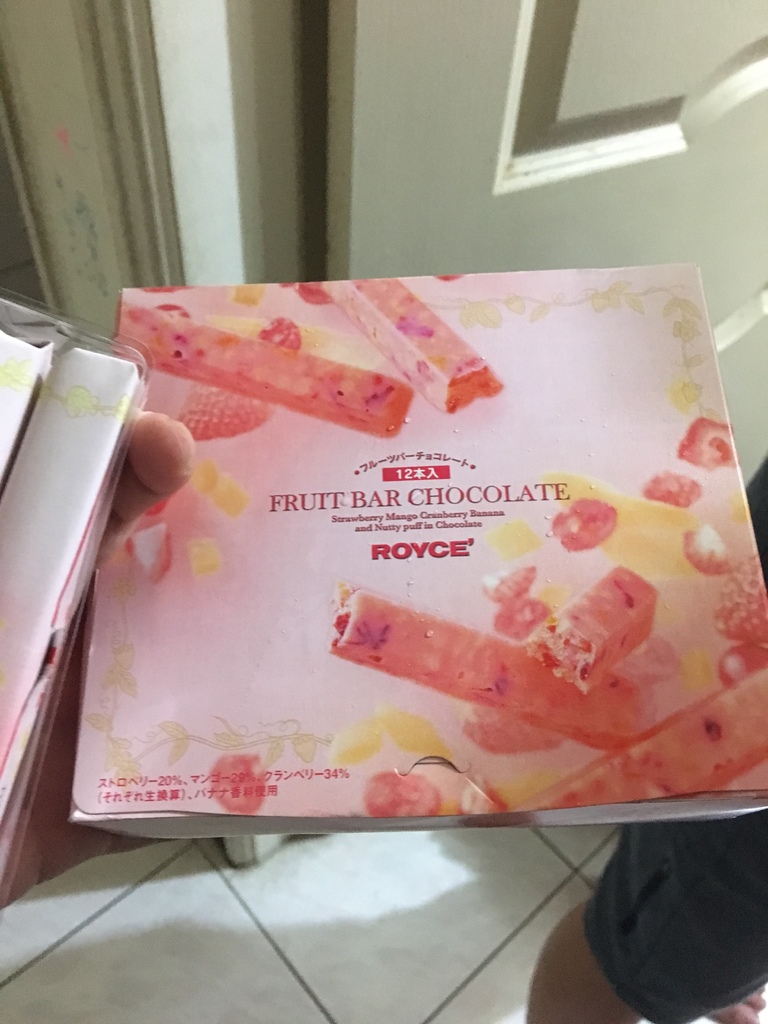 フルーツバーチョコレート
12本入
FRUIT BAR CHOCOLATE
Strawberry Mango Cranberry Banana
and Nutty puff in Chocolate
ROYCE'
ストロベリー20%、マンゴー29%、クランベリー34%
(それぞれ生換算)、バナナ香料使用